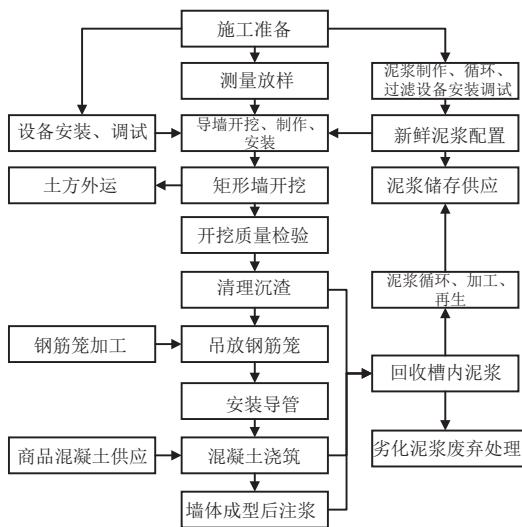 施工准备
测量放样
泥浆制作、循环、
过滤设备安装调试
设备安装、调试
导墙开挖、制作、
安装
新鲜泥浆配置
土方外运
矩形墙开挖
泥浆储存供应
开挖质量检验
清理沉渣
泥浆循环、加工、
再生
钢筋笼加工
吊放钢筋笼
回收槽内泥浆
安装导管
商品混凝土供应
混凝土浇筑
劣化泥浆废弃处理
墙体成型后注浆